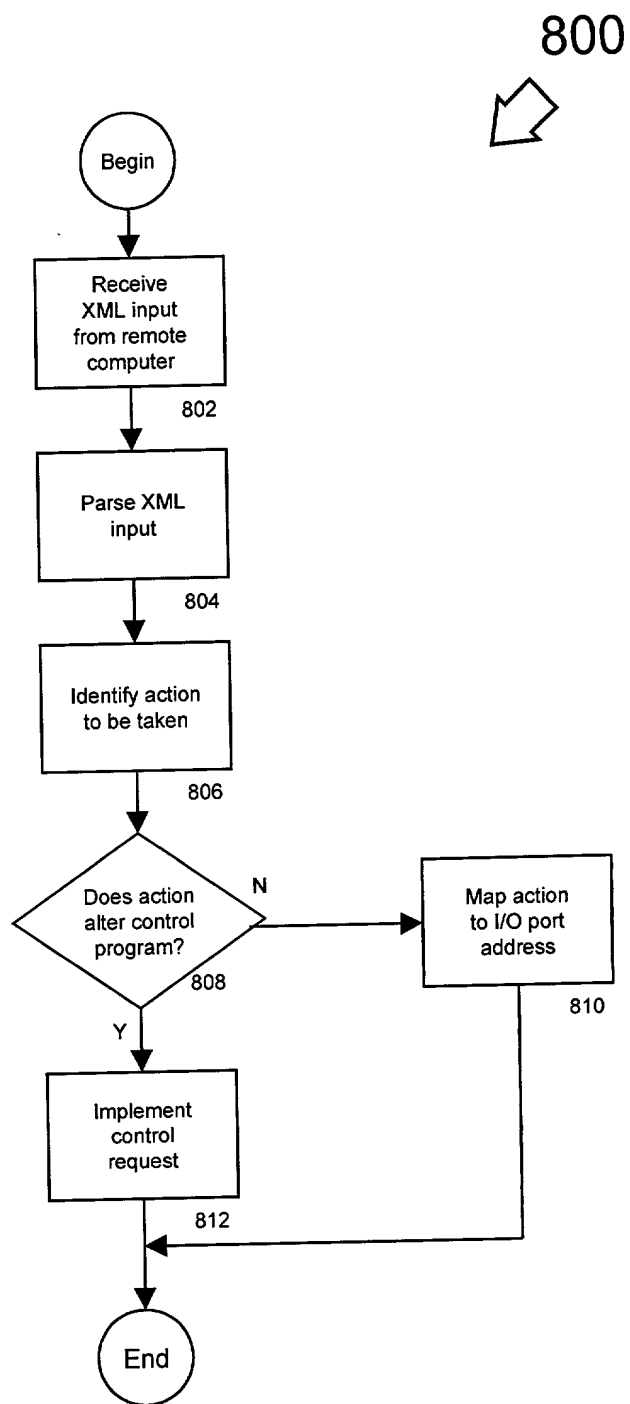 800
Begin
Receive
XML input
from remote
computer
802
Parse XML
input
804
Identify action
to be taken
806
Does action
alter control
program?
808
N
Map action
to I/O port
address
810
Y
Implement
control
request
812
End